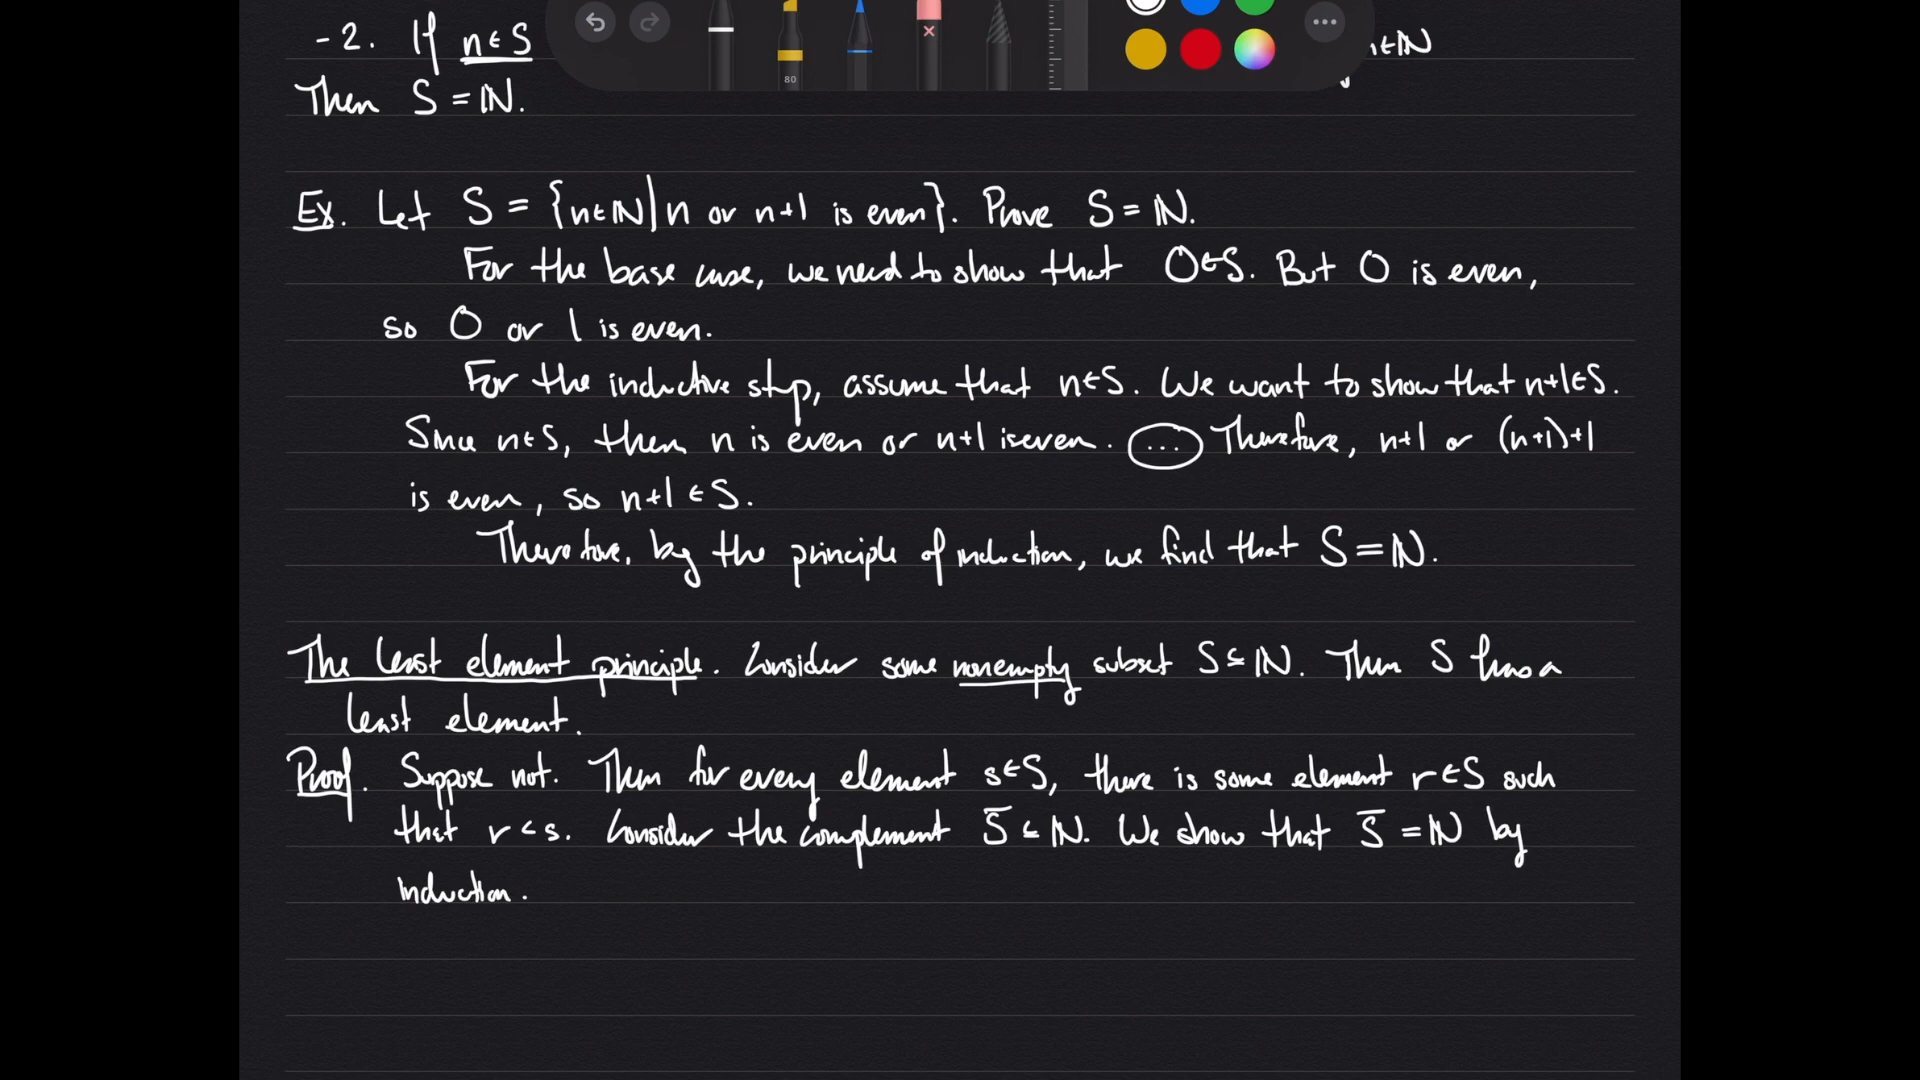 -2. If n∈S n∈ℕ
Then S = ℕ.
Ex. Let S = {n∈ℕ | n or n+1 is even}. Prove S = ℕ.
For the base case, we need to show that 0∈S. But 0 is even,
so 0 or 1 is even.
For the inductive step, assume that n∈S. We want to show that n+1∈S.
Since n∈S, then n is even or n+1 is even. (...) Therefore, n+1 or (n+1)+1
is even, so n+1 ∈ S.
Therefore, by the principle of induction, we find that S = ℕ.
The least element principle. Consider some nonempty subset S ⊆ ℕ. Then S has a
least element.
Proof. Suppose not. Then for every element s∈S, there is some element r∈S such
that r < s. Consider the complement S̅ ⊆ ℕ. We show that S̅ = ℕ by
induction.
80